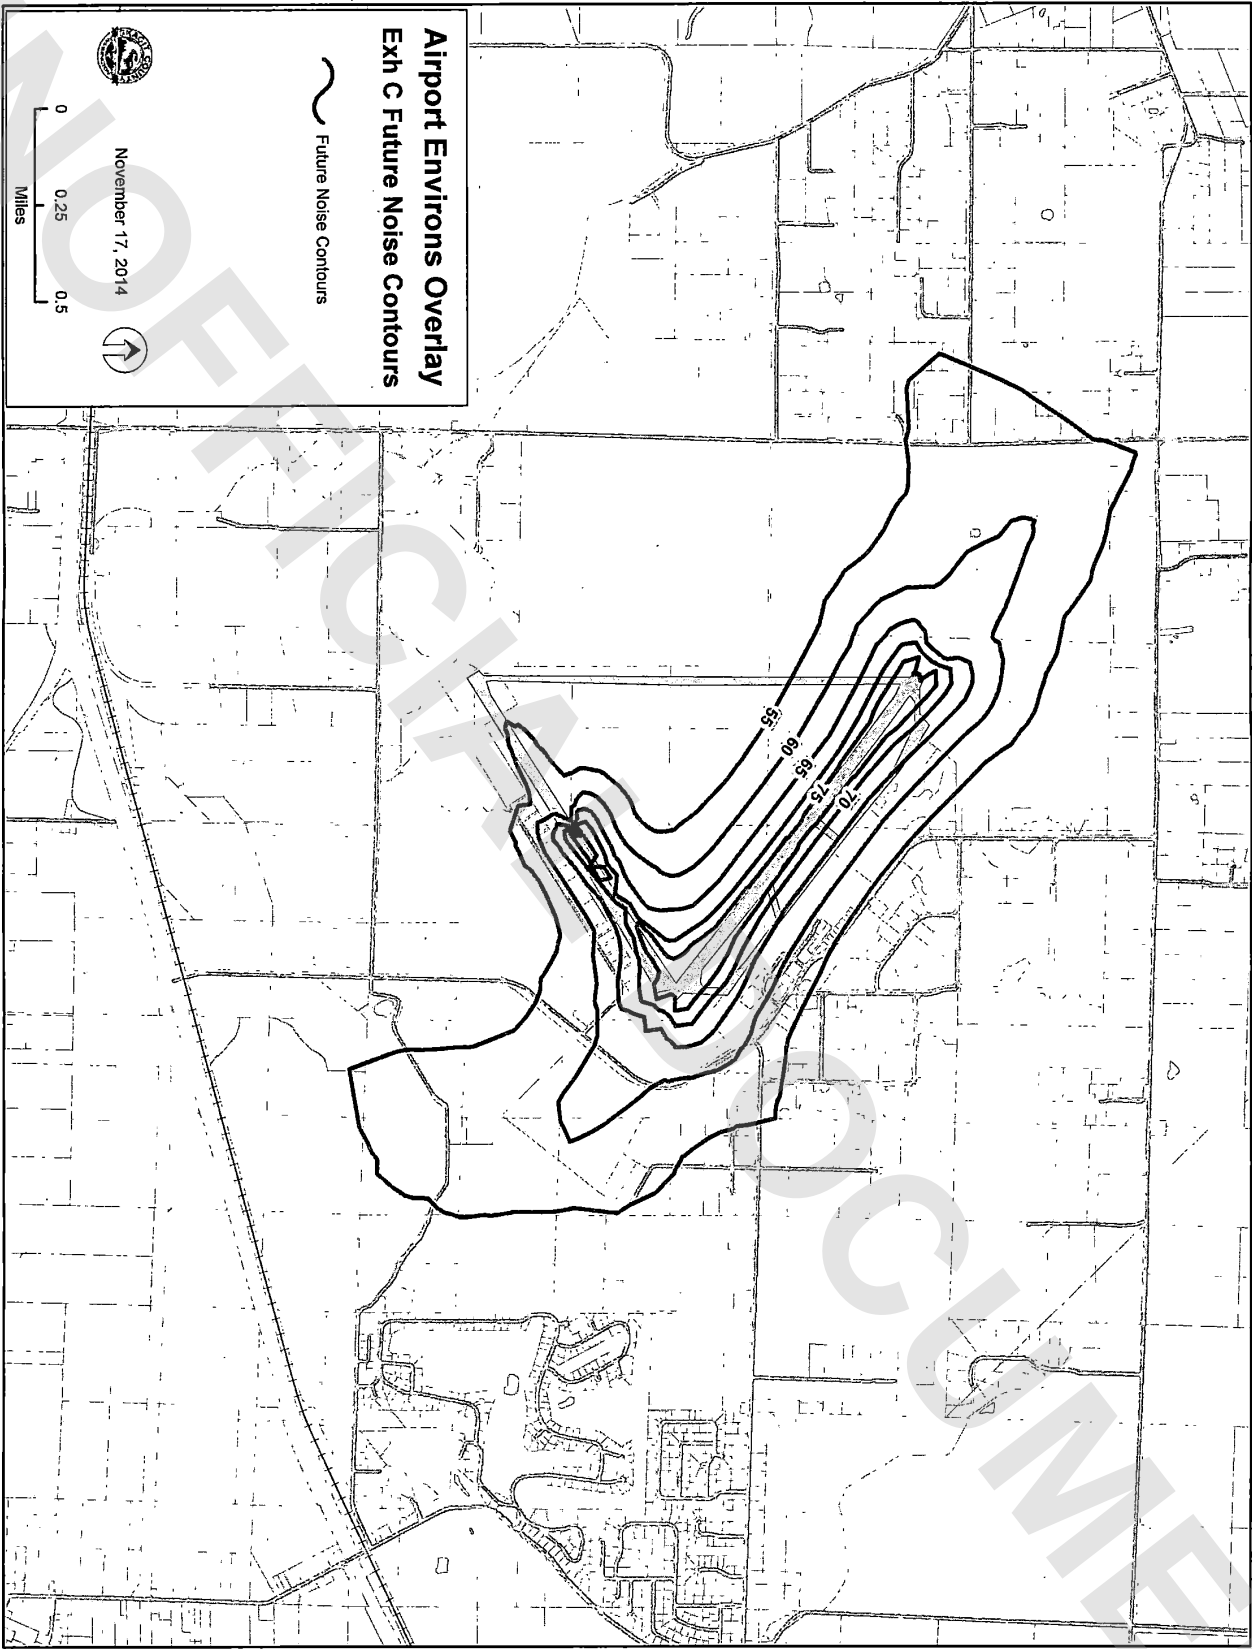 Airport Environs Overlay
Exh C Future Noise Contours
Future Noise Contours
November 17, 2014
0 0.25 0.5
Miles
55
60
65
75
70
UNOFFICIAL DOCUME